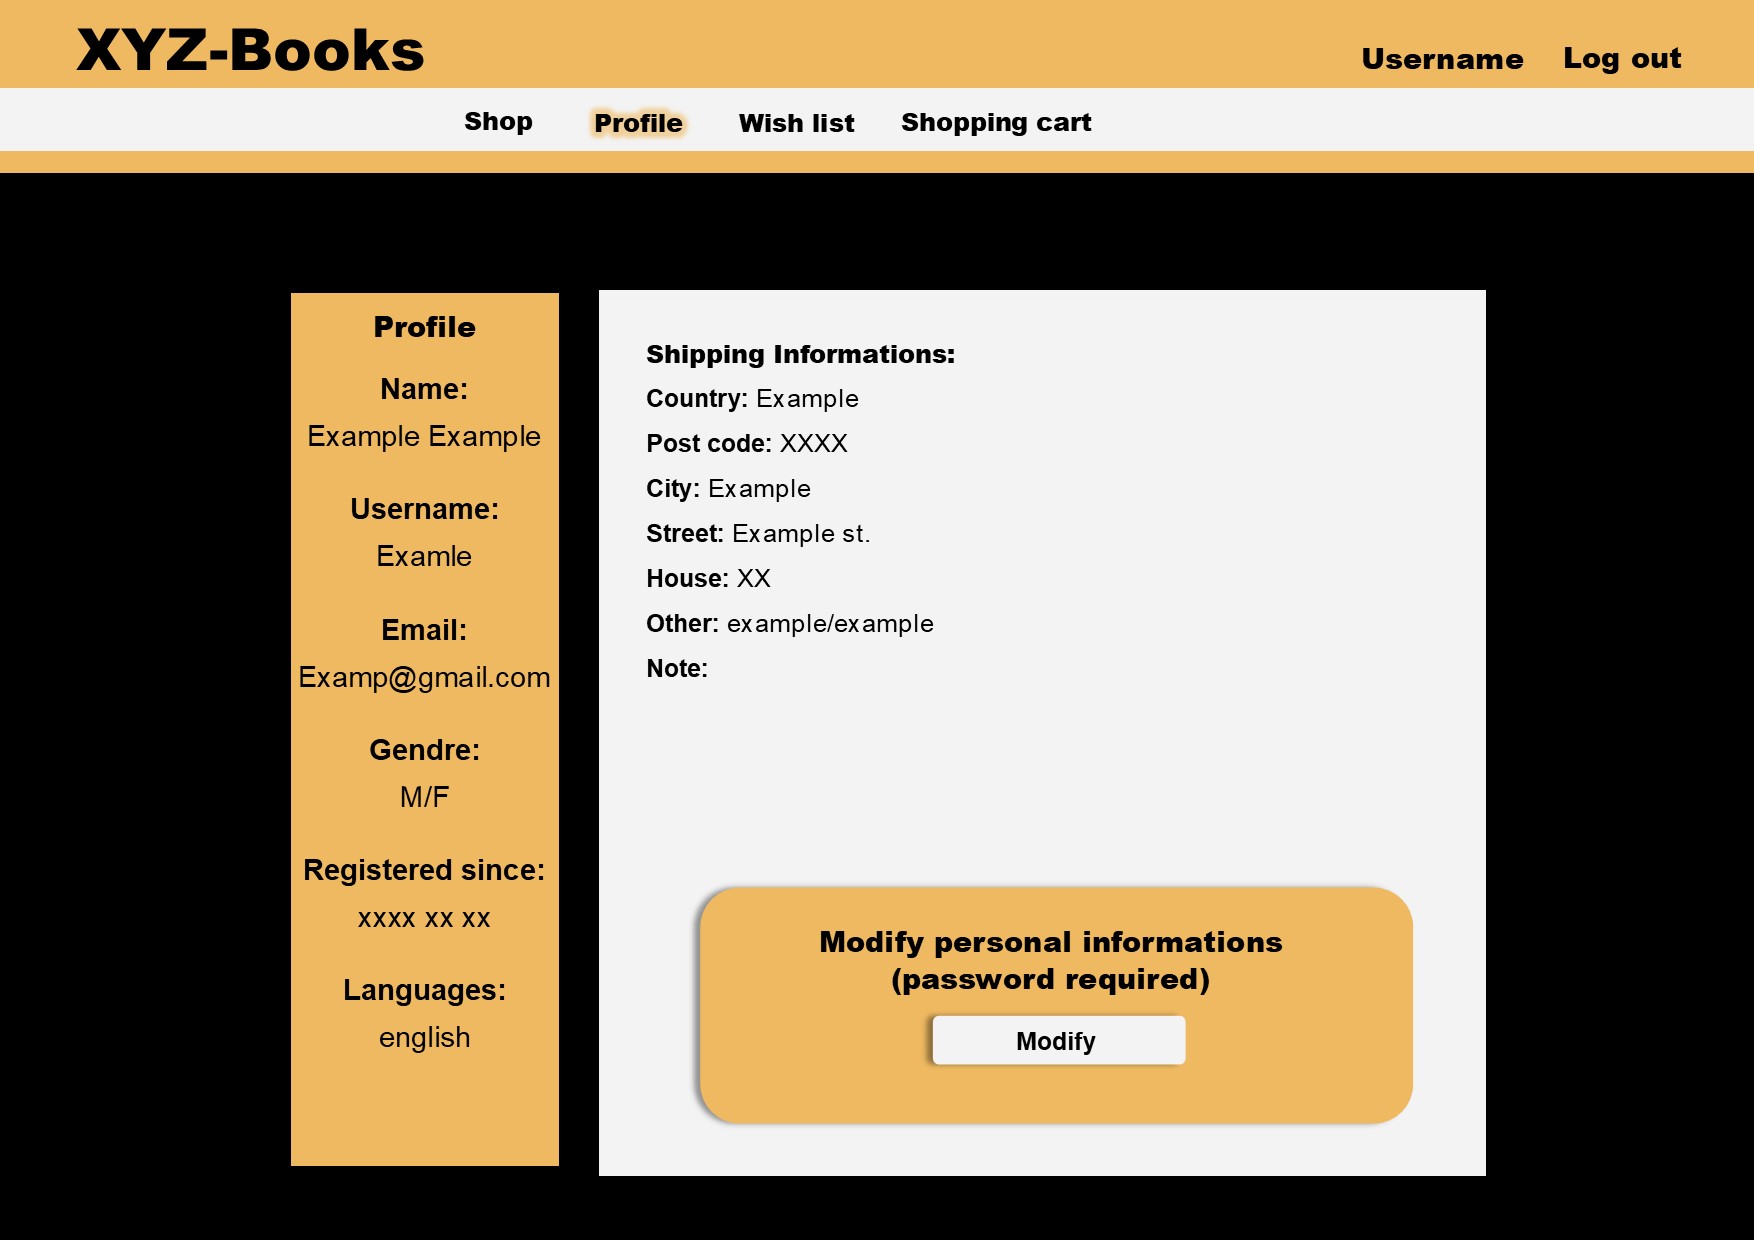 XYZ-Books
Username Log out
Shop Profile Wish list Shopping cart
Profile
Name:
Example Example
Username:
Examle
Email:
Examp@gmail.com
Gendre:
M/F
Registered since:
xxxx xx xx
Languages:
english
Shipping Informations:
Country: Example
Post code: XXXX
City: Example
Street: Example st.
House: XX
Other: example/example
Note:
Modify personal informations
(password required)
Modify